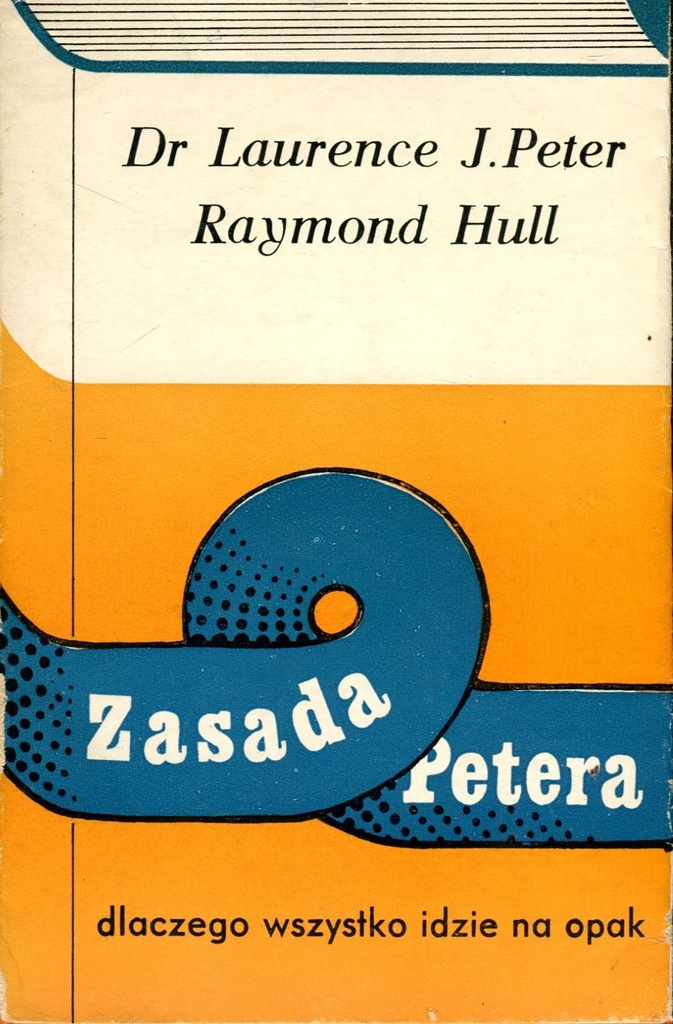 Dr Laurence J. Peter
Raymond Hull
Zasada
Petera
dlaczego wszystko idzie na opak